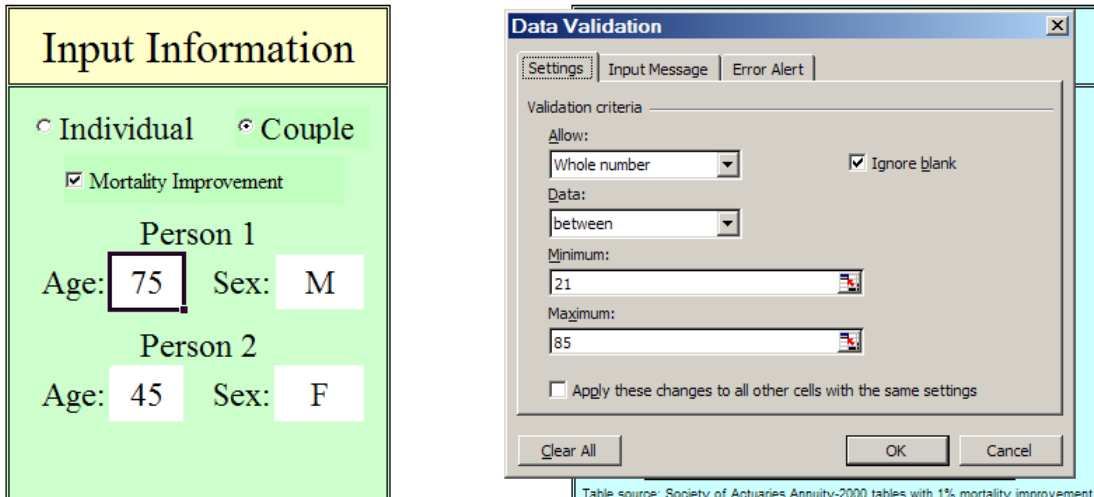 Input Information
Individual Couple
Mortality Improvement
Person 1
Age: 75 Sex: M
Person 2
Age: 45 Sex: F
Data Validation
Settings Input Message Error Alert
Validation criteria
Allow:
Whole number Ignore blank
Data:
between
Minimum:
21
Maximum:
85
Apply these changes to all other cells with the same settings
Clear All OK Cancel
Table source: Society of Actuaries Annuity-2000 tables with 1% mortality improvement